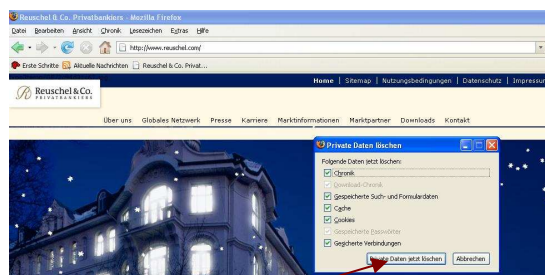 Reuschel & Co. Privatbankiers - Mozilla Firefox
Datei Bearbeiten Ansicht Chronik Lesezeichen Extras Hilfe
http://www.reuschel.com/
Erste Schritte Aktuelle Nachrichten Reuschel & Co. Privat...
Home | Sitemap | Nutzungsbedingungen | Datenschutz | Impressum
Reuschel & Co.
PRIVATBANKIERS
Über uns Globales Netzwerk Presse Karriere Marktinformationen Marktpartner Downloads Kontakt
Private Daten löschen
Folgende Daten jetzt löschen:
Chronik
Download-Chronik
Gespeicherte Such- und Formulardaten
Cache
Cookies
Gespeicherte Passwörter
Gesicherte Verbindungen
Private Daten jetzt löschen Abbrechen